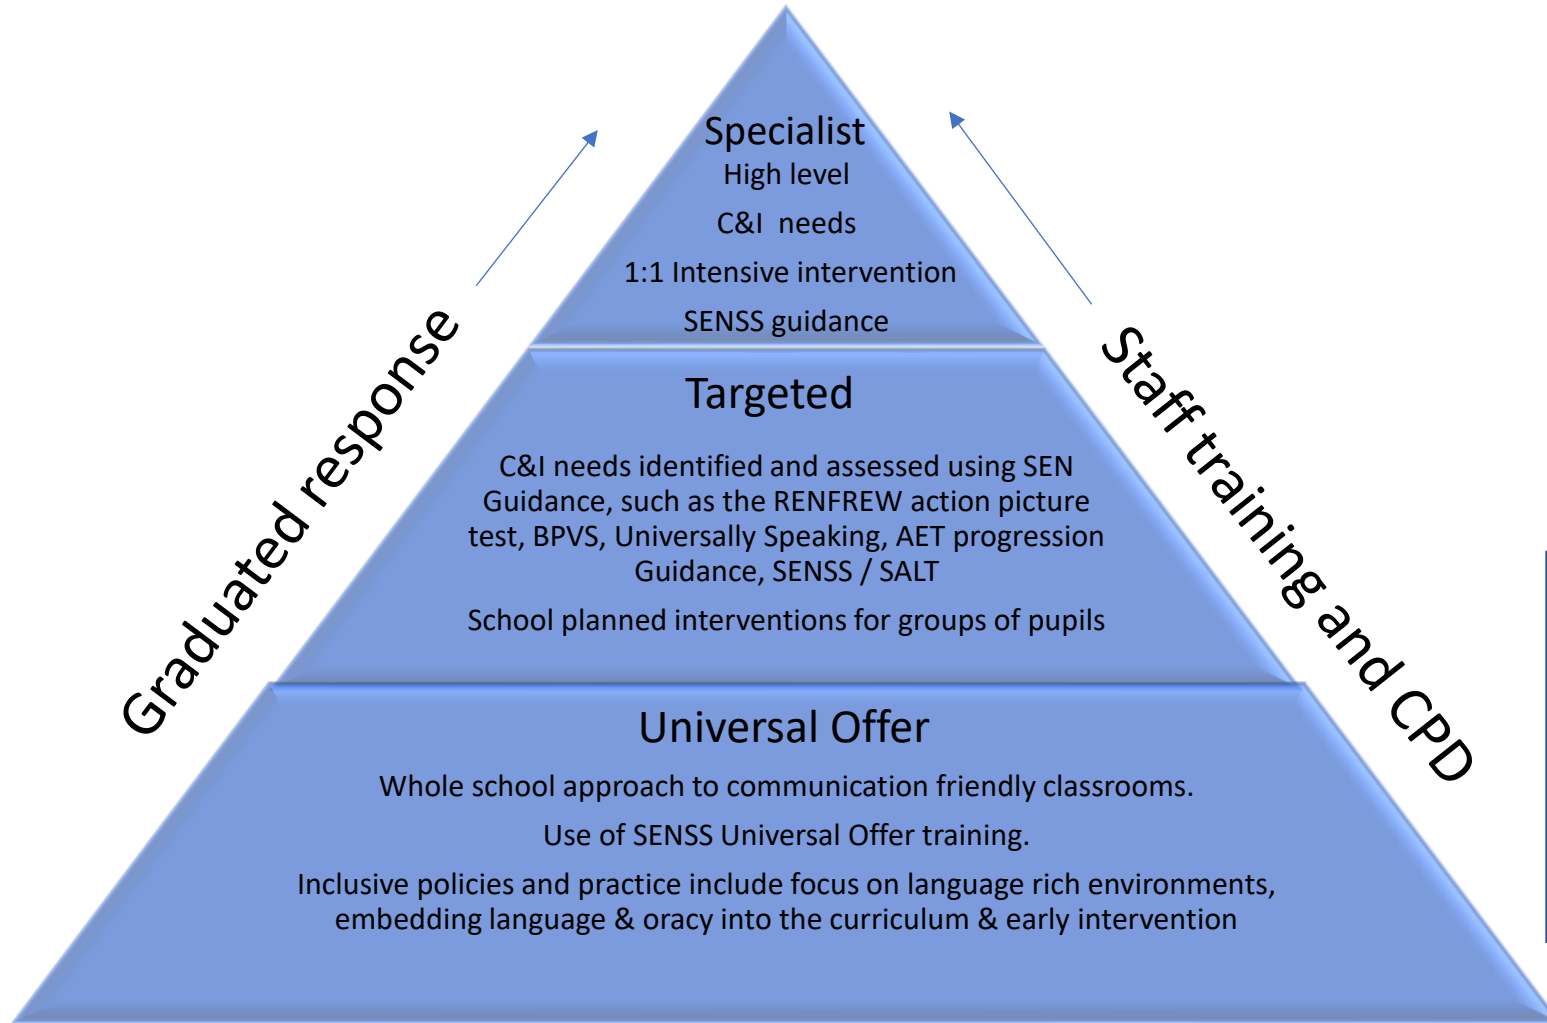 Specialist
High level
C&I needs
1:1 Intensive intervention
SENSS guidance
Graduated response
Staff training and CPD
Targeted
C&I needs identified and assessed using SEN
Guidance, such as the RENFREW action picture
test, BPVS, Universally Speaking, AET progression
Guidance, SENSS / SALT
School planned interventions for groups of pupils
Universal Offer
Whole school approach to communication friendly classrooms.
Use of SENSS Universal Offer training.
Inclusive policies and practice include focus on language rich environments,
embedding language & oracy into the curriculum & early intervention